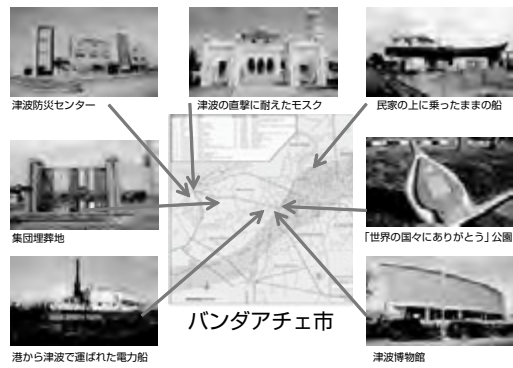 津波防災センター
津波の直撃に耐えたモスク
民家の上に乗ったままの船
集団埋葬地
「世界の国々にありがとう」公園
バンダアチェ市
港から津波で運ばれた電力船
津波博物館